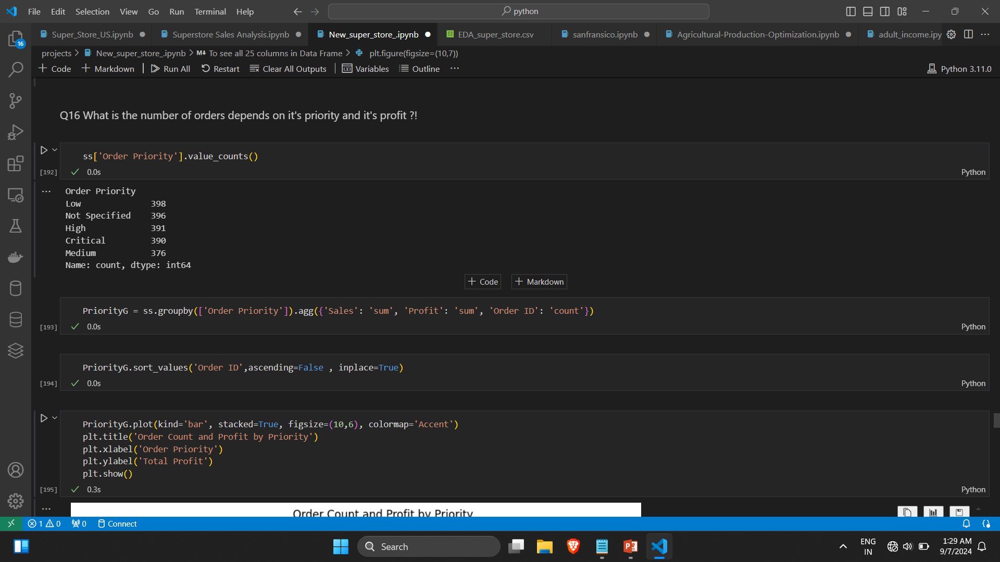 File Edit Selection View Go Run Terminal Help
python
Super_Store_US.ipynb Superstore Sales Analysis.ipynb New_super_store_.ipynb EDA_super_store.csv sanfransico.ipynb Agricultural-Production-Optimization.ipynb adult_income.ipy
16
projects > New_super_store_.ipynb > M↓ To see all 25 columns in Data Frame > plt.figure(figsize=(10,7))
+ Code + Markdown Run All Restart Clear All Outputs Variables Outline ...
Python 3.11.0
Q16 What is the number of orders depends on it's priority and it's profit ?!
ss['Order Priority'].value_counts()
[192] 0.0s Python
Order Priority
Low 398
Not Specified 396
High 391
Critical 390
Medium 376
Name: count, dtype: int64
+ Code + Markdown
PriorityG = ss.groupby(['Order Priority']).agg({'Sales': 'sum', 'Profit': 'sum', 'Order ID': 'count'})
[193] 0.0s Python
PriorityG.sort_values('Order ID',ascending=False , inplace=True)
[194] 0.0s Python
PriorityG.plot(kind='bar', stacked=True, figsize=(10,6), colormap='Accent')
plt.title('Order Count and Profit by Priority')
plt.xlabel('Order Priority')
plt.ylabel('Total Profit')
plt.show()
[195] 0.3s Python
Order Count and Profit by Priority
1 0 0 Connect
Search
ENG
IN
1:29 AM
9/7/2024